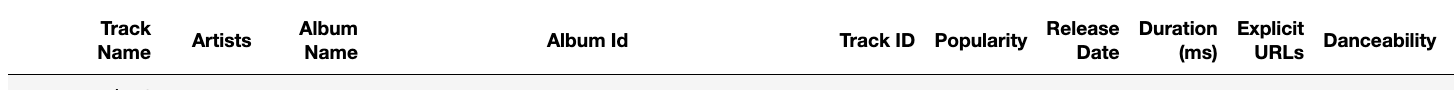 Track Name
Artists
Album Name
Album Id
Track ID
Popularity
Release Date
Duration (ms)
Explicit URLs
Danceability